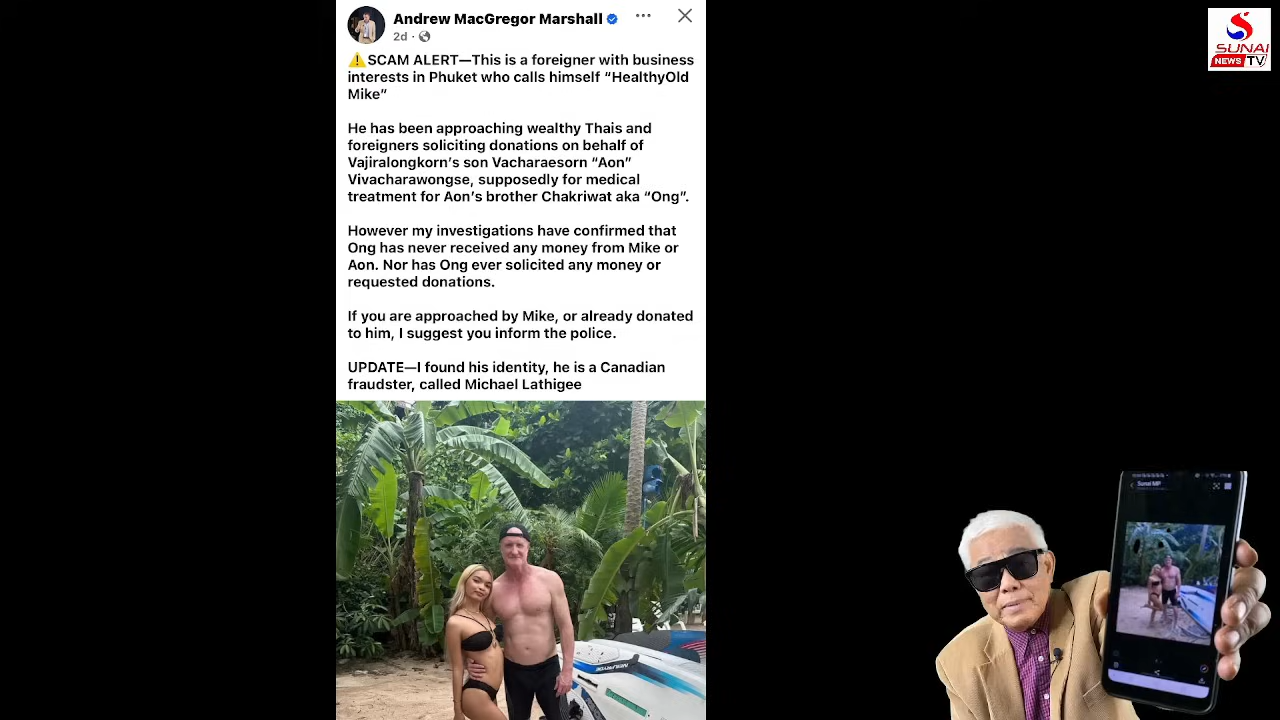 Andrew MacGregor Marshall
2d
⚠️SCAM ALERT—This is a foreigner with business
interests in Phuket who calls himself “HealthyOld
Mike”
He has been approaching wealthy Thais and
foreigners soliciting donations on behalf of
Vajiralongkorn’s son Vacharaesorn “Aon”
Vivacharawongse, supposedly for medical
treatment for Aon’s brother Chakriwat aka “Ong”.
However my investigations have confirmed that
Ong has never received any money from Mike or
Aon. Nor has Ong ever solicited any money or
requested donations.
If you are approached by Mike, or already donated
to him, I suggest you inform the police.
UPDATE—I found his identity, he is a Canadian
fraudster, called Michael Lathigee
SUNAI
NEWS TV
Sunai MP